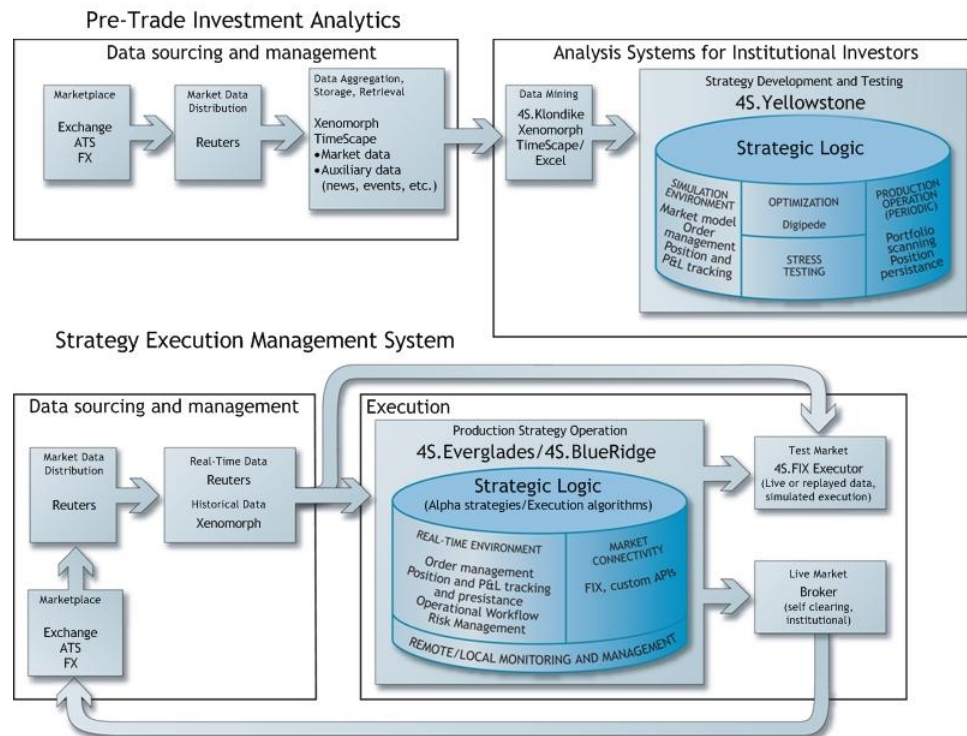 Pre-Trade Investment Analytics
Data sourcing and management
Marketplace
Exchange
ATS
FX
Market Data
Distribution
Reuters
Data Aggregation,
Storage, Retrieval
Xenomorph
TimeScape
•Market data
•Auxiliary data
(news, events, etc.)
Analysis Systems for Institutional Investors
Data Mining
4S.Klondike
Xenomorph
TimeScape/
Excel
Strategy Development and Testing
4S.Yellowstone
Strategic Logic
SIMULATION
ENVIRONMENT
Market model
Order
management
Position and
P&L tracking
OPTIMIZATION
Digipede
STRESS
TESTING
PRODUCTION
OPERATION
(PERIODIC)
Portfolio
scanning
Position
persistance
Strategy Execution Management System
Data sourcing and management
Market Data
Distribution
Reuters
Real-Time Data
Reuters
Historical Data
Xenomorph
Marketplace
Exchange
ATS
FX
Execution
Production Strategy Operation
4S.Everglades/4S.BlueRidge
Strategic Logic
(Alpha strategies/Execution algorithms)
REAL-TIME ENVIRONMENT
Order management
Position and P&L tracking
and presistance
Operational Workflow
Risk Management
MARKET
CONNECTIVITY
FIX, custom APIs
REMOTE/LOCAL MONITORING AND MANAGEMENT
Test Market
4S.FIX Executor
(Live or replayed data,
simulated execution)
Live Market
Broker
(self clearing,
institutional)